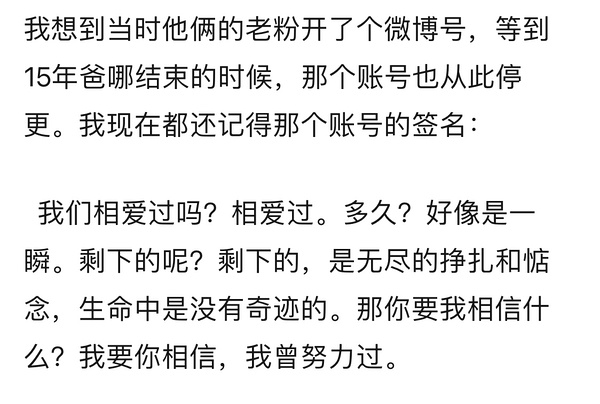 我想到当时他俩的老粉开了个微博号，等到
15年爸哪结束的时候，那个账号也从此停
更。我现在都还记得那个账号的签名：
我们相爱过吗？相爱过。多久？好像是一
瞬。剩下的呢？剩下的，是无尽的挣扎和惦
念，生命中是没有奇迹的。那你要我相信什
么？我要你相信，我曾努力过。